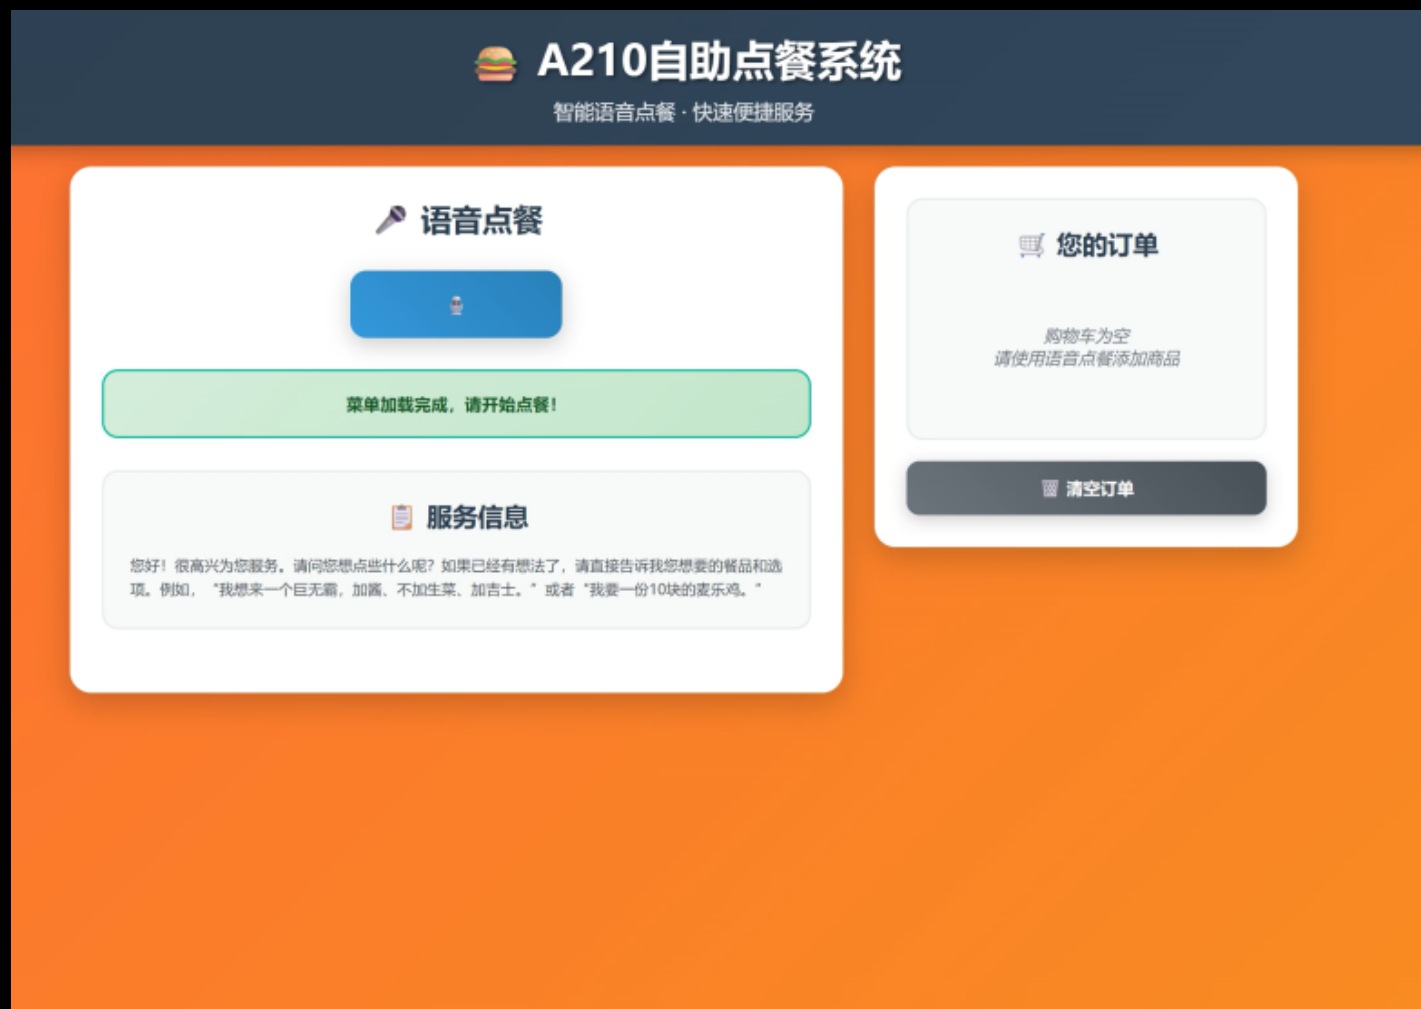 A210自助点餐系统
智能语音点餐 · 快速便捷服务
语音点餐
菜单加载完成，请开始点餐！
服务信息
您好！很高兴为您服务。请问您想点些什么呢？如果已经有想法了，请直接告诉我您想要的餐品和选
项。例如，“我想来一个巨无霸，加酱、不加生菜、加吉士。”或者“我要一份10块的麦乐鸡。”
您的订单
购物车为空
请使用语音点餐添加商品
清空订单